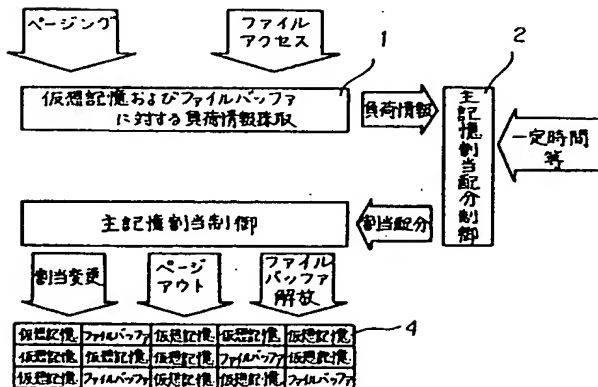 ページング
ファイル
アクセス
1
2
仮想記憶およびファイルバッファ
に対する負荷情報採取
負荷情報
主記憶割当配分制御
一定時間
等
主記憶割当制御
割当配分
割当変更
ページ
アウト
ファイル
バッファ
解放
4
仮想記憶 ファイルバッファ 仮想記憶 仮想記憶 仮想記憶
仮想記憶 仮想記憶 仮想記憶 ファイルバッファ 仮想記憶
仮想記憶 ファイルバッファ 仮想記憶 仮想記憶 ファイルバッファ